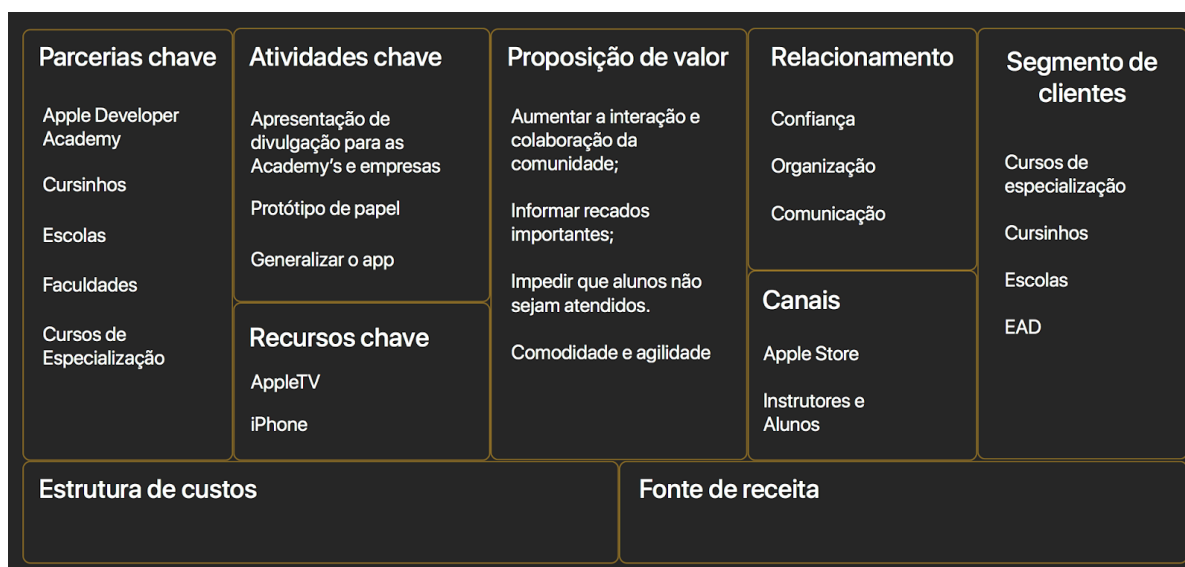 Parcerias chave
Apple Developer
Academy
Cursinhos
Escolas
Faculdades
Cursos de
Especialização
Atividades chave
Apresentação de
divulgação para as
Academy's e empresas
Protótipo de papel
Generalizar o app
Recursos chave
AppleTV
iPhone
Proposição de valor
Aumentar a interação e
colaboração da
comunidade;
Informar recados
importantes;
Impedir que alunos não
sejam atendidos.
Comodidade e agilidade
Relacionamento
Confiança
Organização
Comunicação
Canais
Apple Store
Instrutores e
Alunos
Segmento de
clientes
Cursos de
especialização
Cursinhos
Escolas
EAD
Estrutura de custos
Fonte de receita